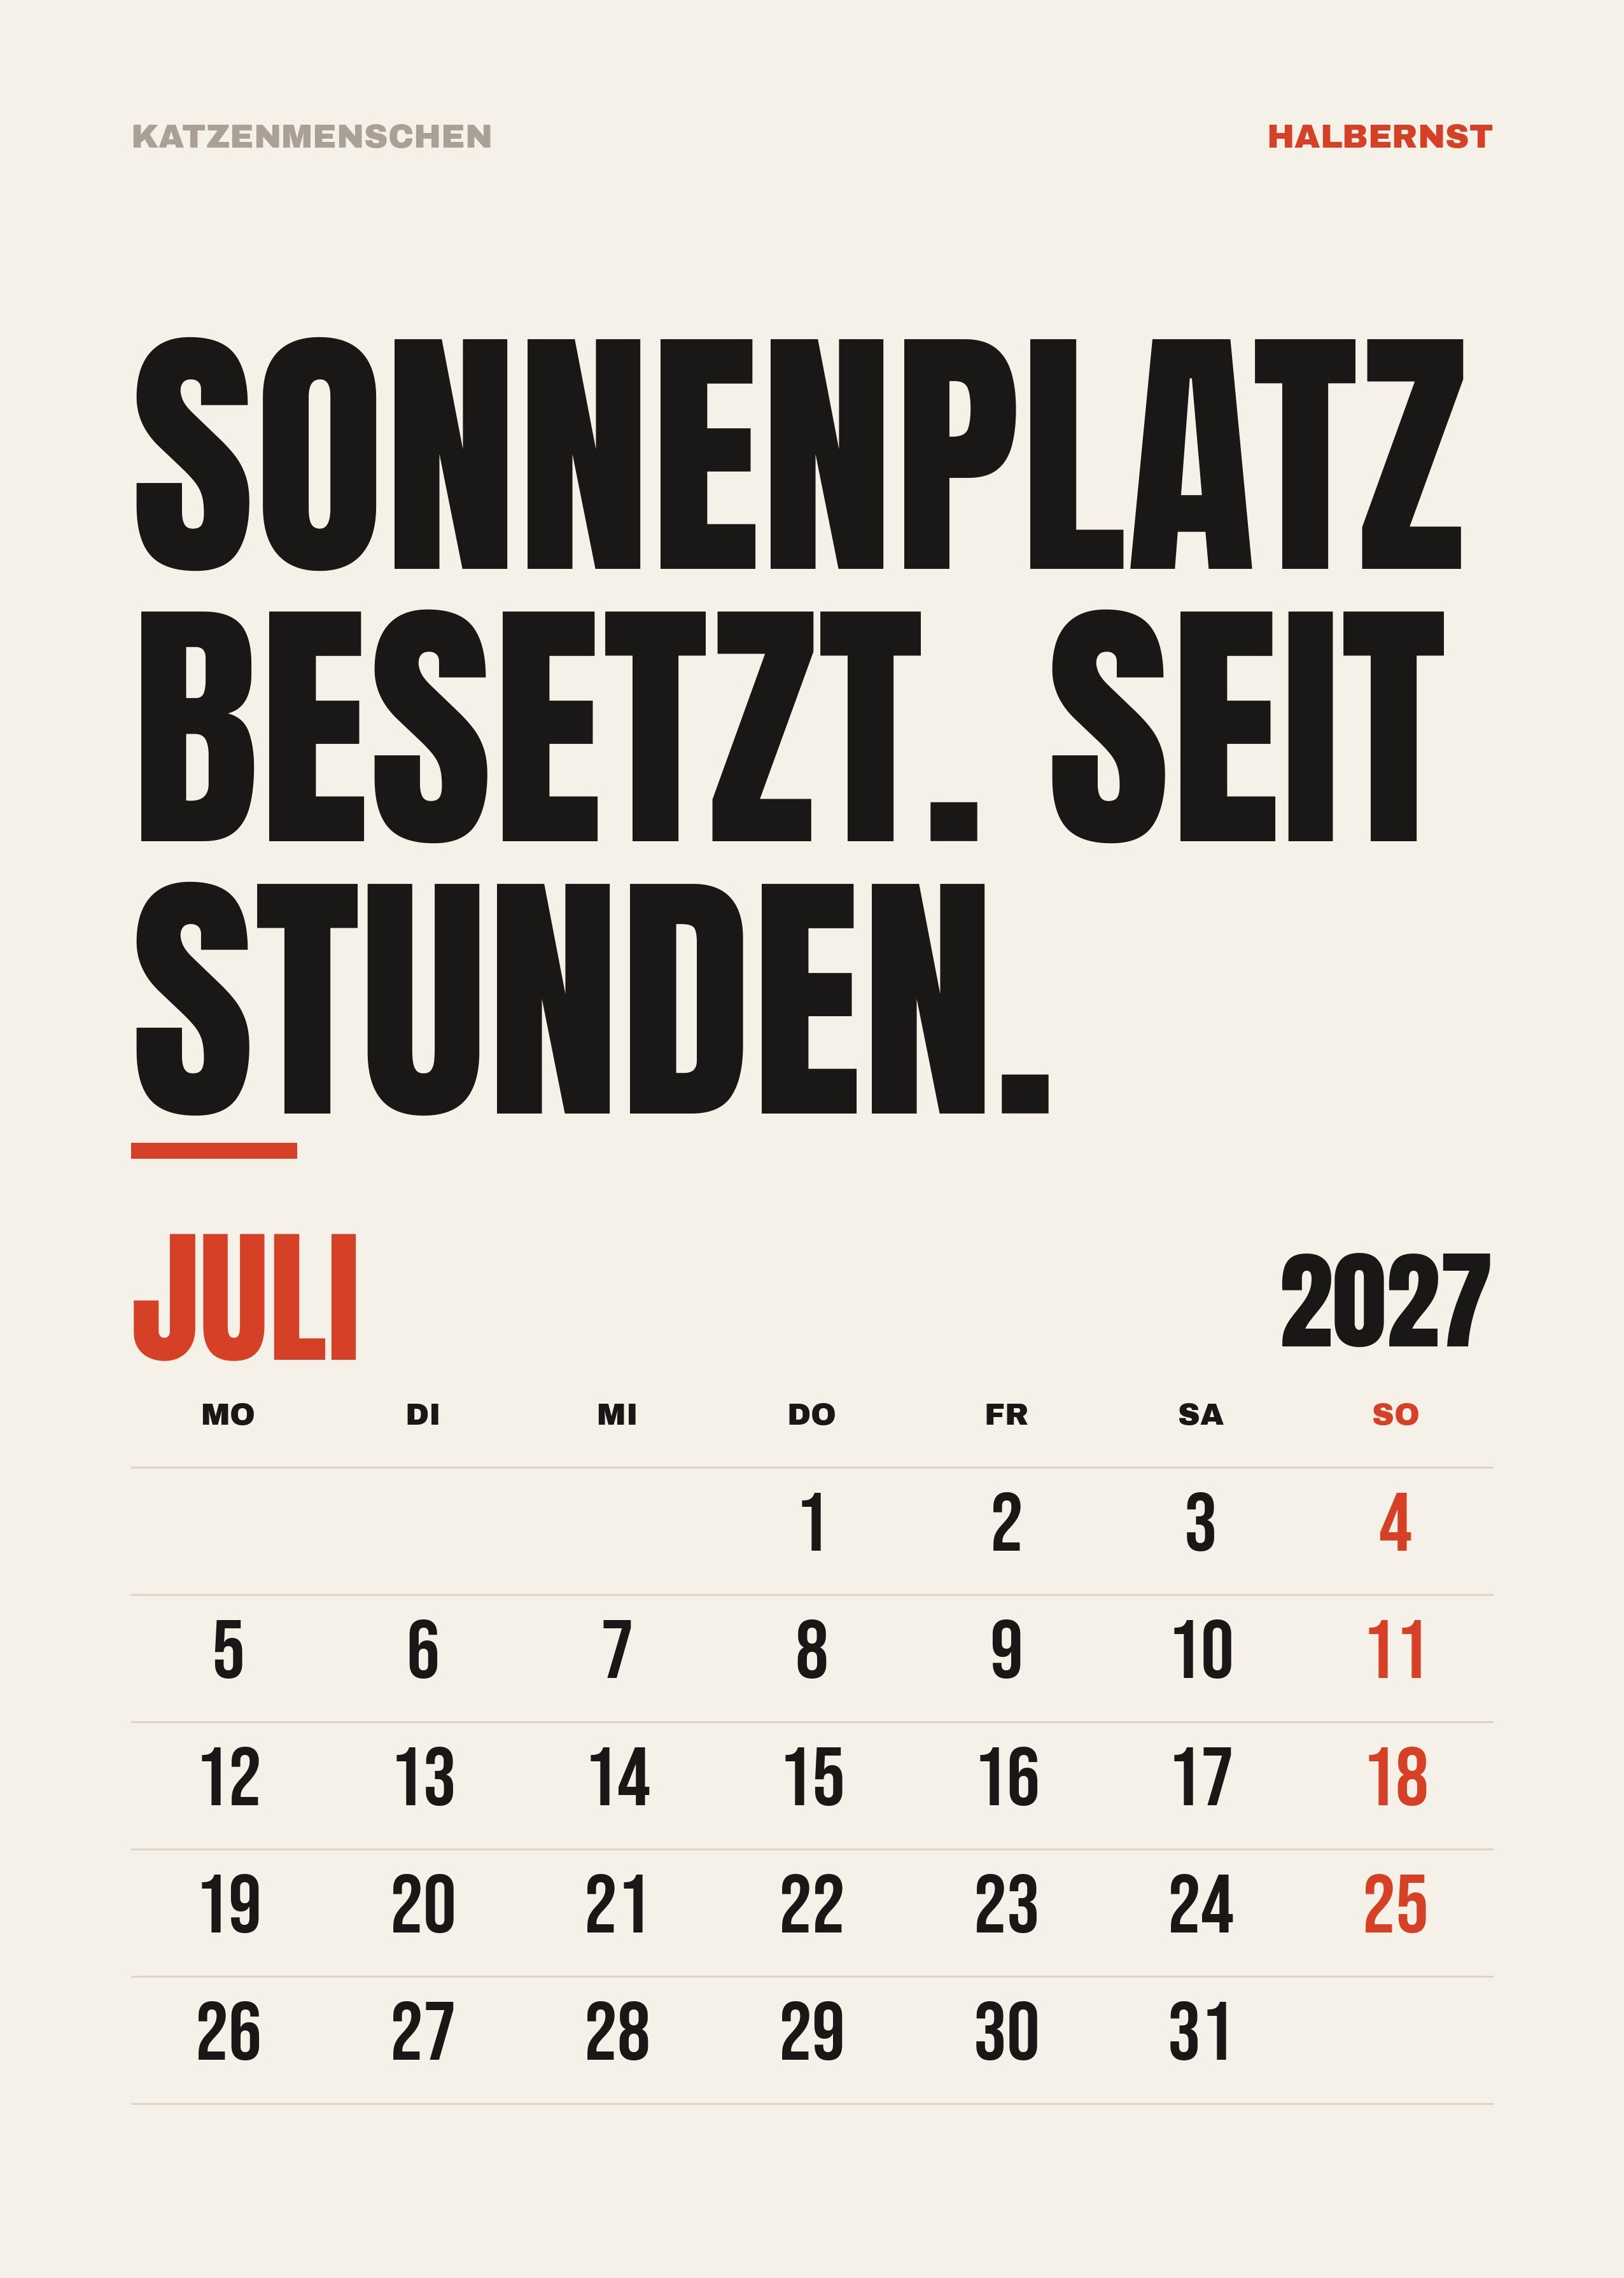 KATZENMENSCHEN HALBERNST
SONNENPLATZ
BESETZT. SEIT
STUNDEN.
JULI 2027
MO DI MI DO FR SA SO
1 2 3 4
5 6 7 8 9 10 11
12 13 14 15 16 17 18
19 20 21 22 23 24 25
26 27 28 29 30 31